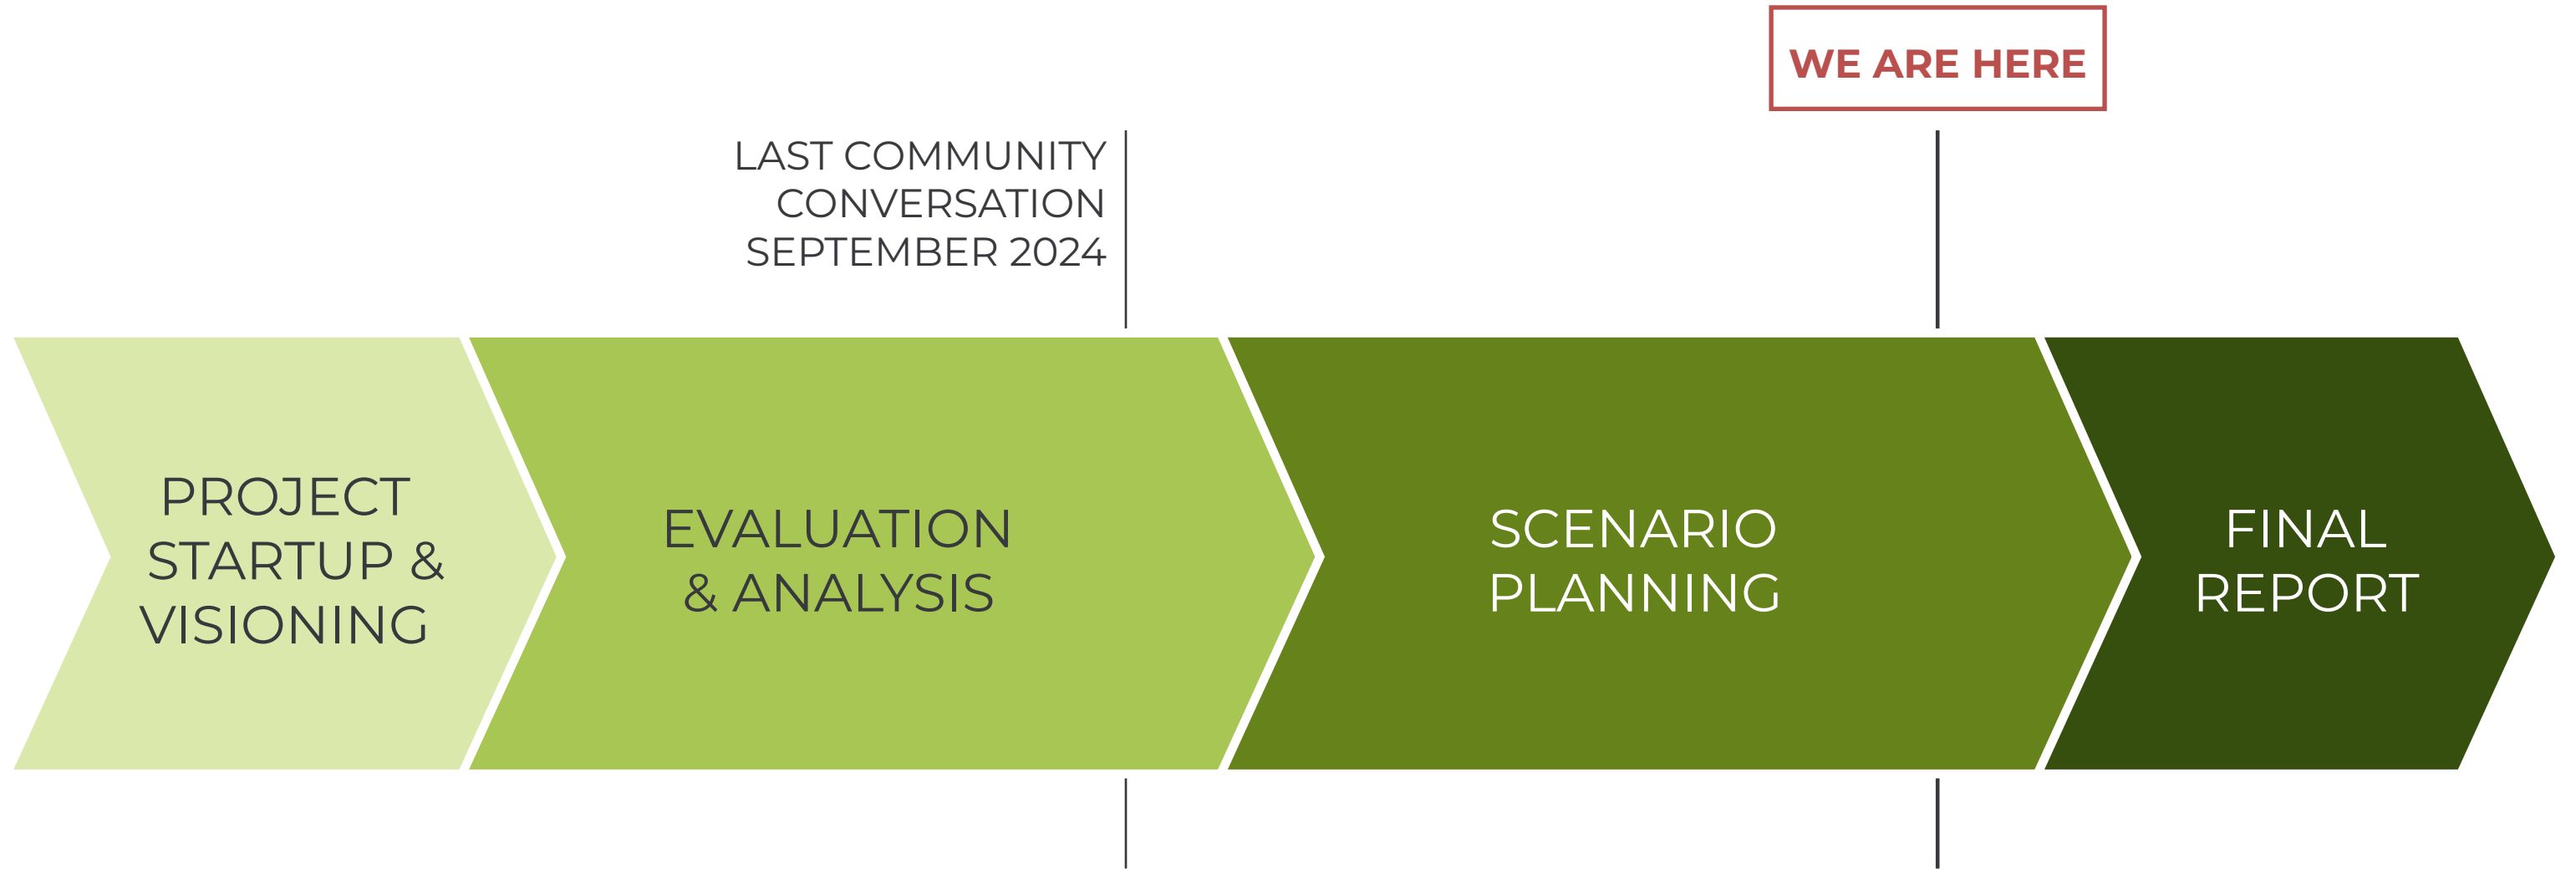 WE ARE HERE
LAST COMMUNITY
CONVERSATION
SEPTEMBER 2024
PROJECT
STARTUP &
VISIONING
EVALUATION
& ANALYSIS
SCENARIO
PLANNING
FINAL
REPORT